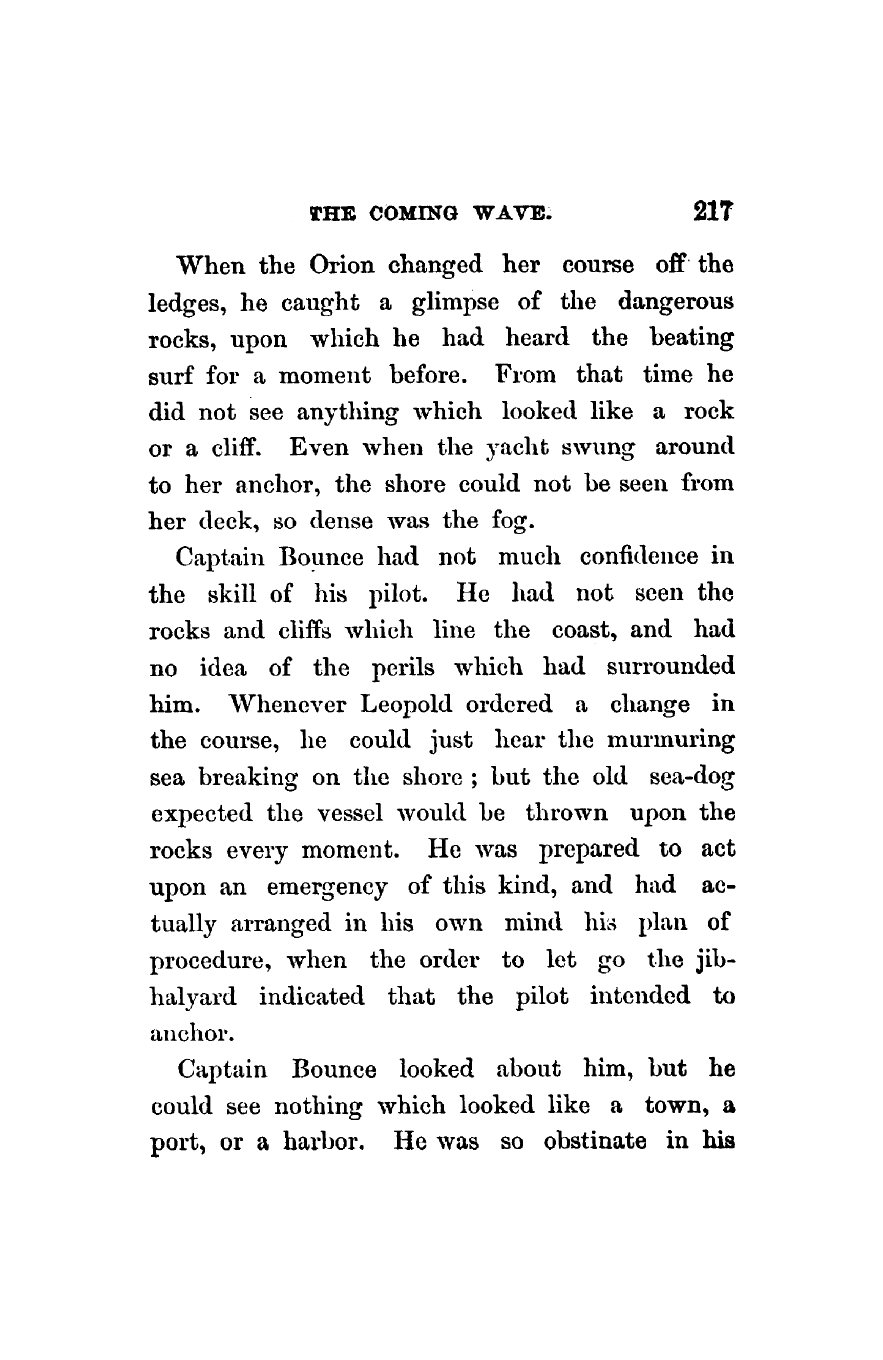 THE COMING WAVE. 217
When the Orion changed her course off the
ledges, he caught a glimpse of the dangerous
rocks, upon which he had heard the beating
surf for a moment before. From that time he
did not see anything which looked like a rock
or a cliff. Even when the yacht swung around
to her anchor, the shore could not be seen from
her deck, so dense was the fog.
Captain Bounce had not much confidence in
the skill of his pilot. He had not seen the
rocks and cliffs which line the coast, and had
no idea of the perils which had surrounded
him. Whenever Leopold ordered a change in
the course, he could just hear the murmuring
sea breaking on the shore ; but the old sea-dog
expected the vessel would be thrown upon the
rocks every moment. He was prepared to act
upon an emergency of this kind, and had ac-
tually arranged in his own mind his plan of
procedure, when the order to let go the jib-
halyard indicated that the pilot intended to
anchor.
Captain Bounce looked about him, but he
could see nothing which looked like a town, a
port, or a harbor. He was so obstinate in his